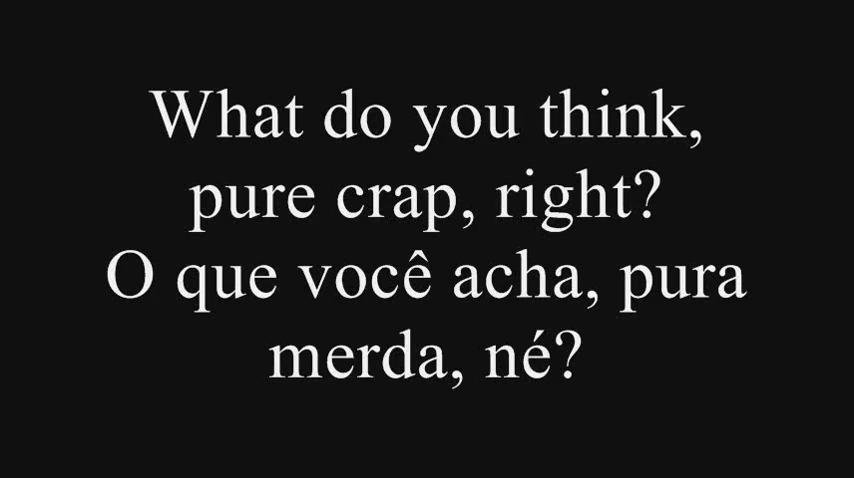 What do you think,
pure crap, right?
O que você acha, pura
merda, né?